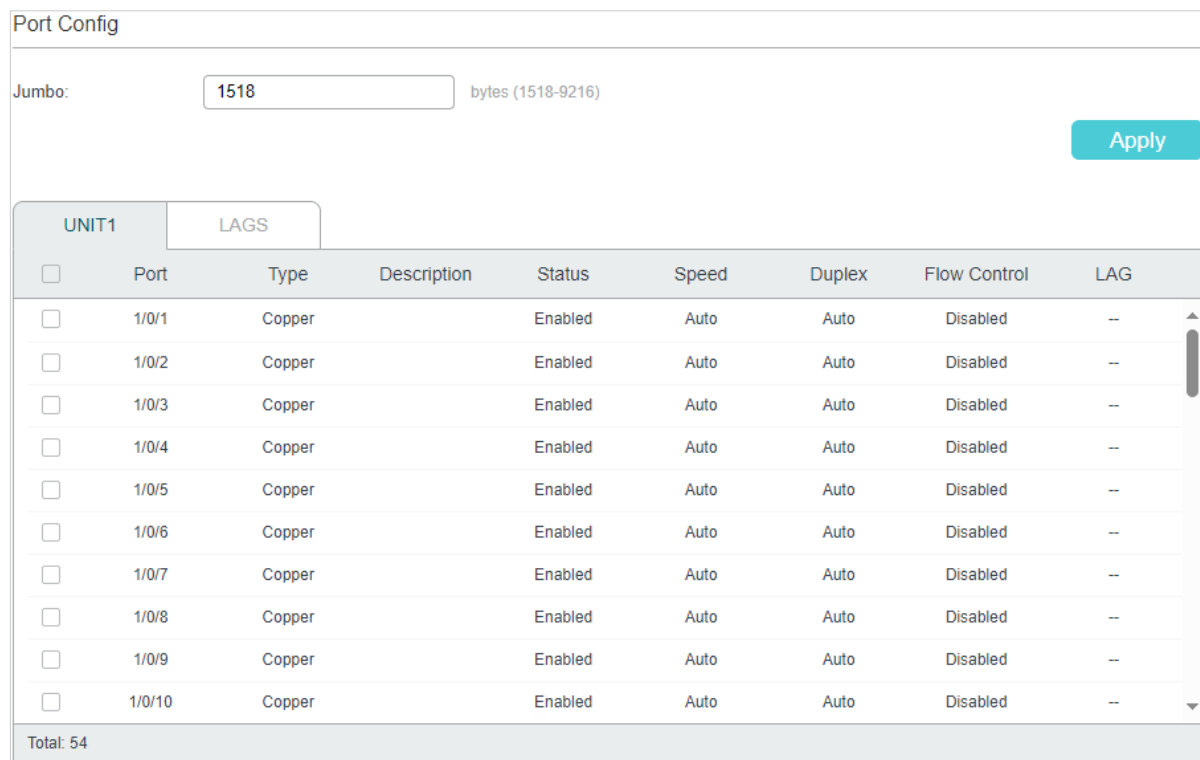 Port Config
Jumbo: 1518 bytes (1518-9216)
Apply
UNIT1 LAGS
Port Type Description Status Speed Duplex Flow Control LAG
1/0/1 Copper Enabled Auto Auto Disabled --
1/0/2 Copper Enabled Auto Auto Disabled --
1/0/3 Copper Enabled Auto Auto Disabled --
1/0/4 Copper Enabled Auto Auto Disabled --
1/0/5 Copper Enabled Auto Auto Disabled --
1/0/6 Copper Enabled Auto Auto Disabled --
1/0/7 Copper Enabled Auto Auto Disabled --
1/0/8 Copper Enabled Auto Auto Disabled --
1/0/9 Copper Enabled Auto Auto Disabled --
1/0/10 Copper Enabled Auto Auto Disabled --
Total: 54